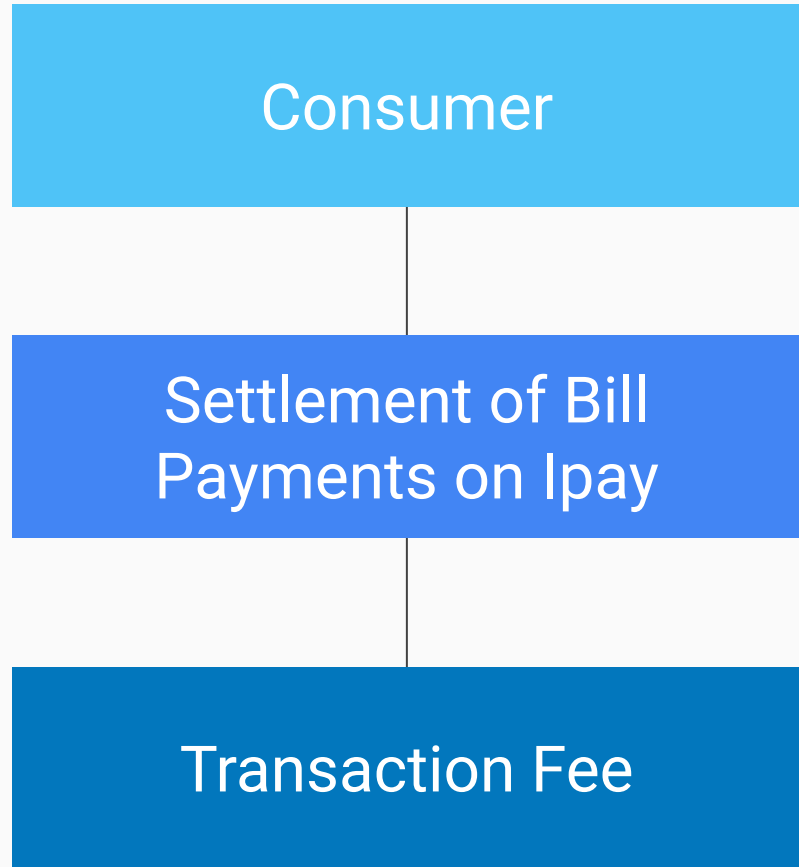 Consumer
Settlement of Bill
Payments on Ipay
Transaction Fee